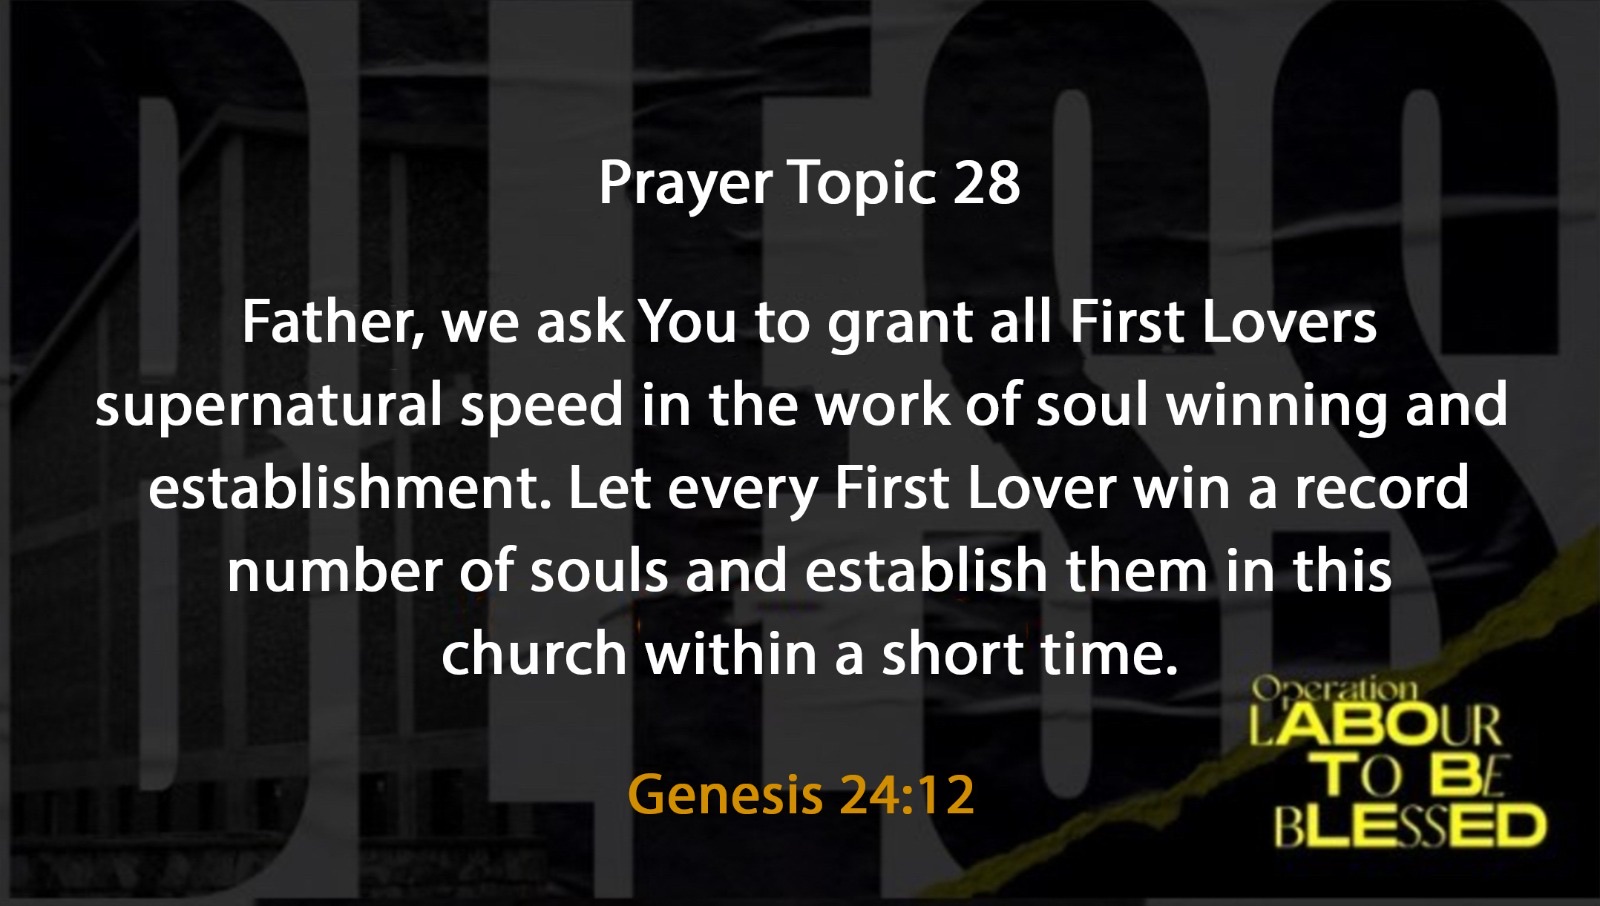 BLESS
Prayer Topic 28
Father, we ask You to grant all First Lovers
supernatural speed in the work of soul winning and
establishment. Let every First Lover win a record
number of souls and establish them in this
church within a short time.
Genesis 24:12
Operation
LABOUR
TO BE
BLESSED